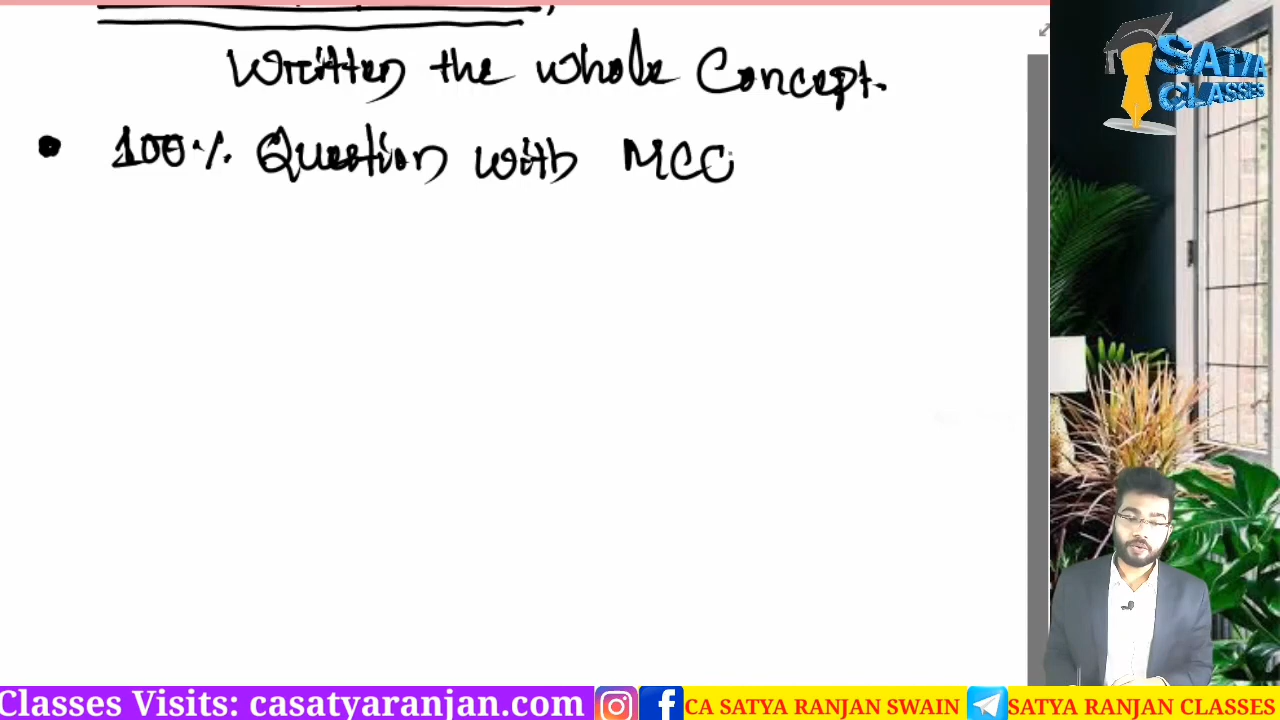 Written the whole Concept.
• 100% Question with MCC
SATYA
CLASSIES
Classes Visits: casatyaranjan.com CA SATYA RANJAN SWAIN SATYA RANJAN CLASSES